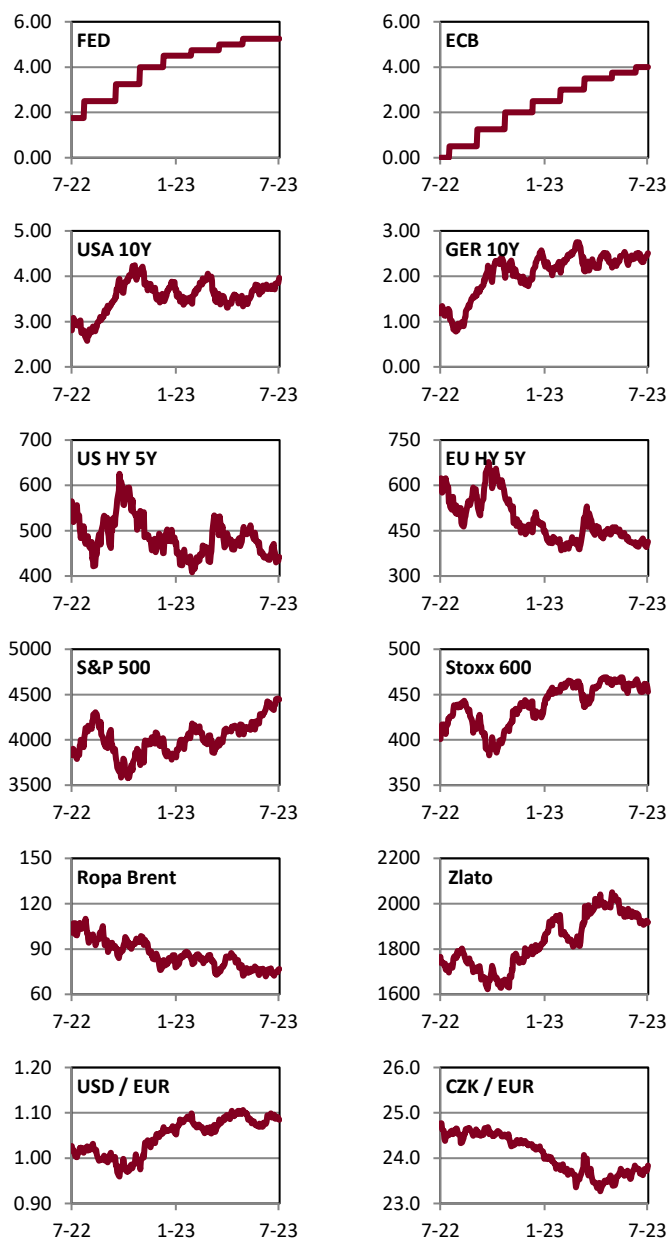 FED
6.00
4.00
2.00
0.00
7-22 1-23 7-23
ECB
6.00
4.00
2.00
0.00
7-22 1-23 7-23
USA 10Y
5.00
4.00
3.00
2.00
7-22 1-23 7-23
GER 10Y
3.00
2.00
1.00
0.00
7-22 1-23 7-23
US HY 5Y
700
600
500
400
7-22 1-23 7-23
EU HY 5Y
750
600
450
300
7-22 1-23 7-23
S&P 500
5000
4500
4000
3500
7-22 1-23 7-23
Stoxx 600
500
450
400
350
7-22 1-23 7-23
Ropa Brent
150
120
90
60
7-22 1-23 7-23
Zlato
2200
2000
1800
1600
7-22 1-23 7-23
USD / EUR
1.20
1.10
1.00
0.90
7-22 1-23 7-23
CZK / EUR
26.0
25.0
24.0
23.0
7-22 1-23 7-23